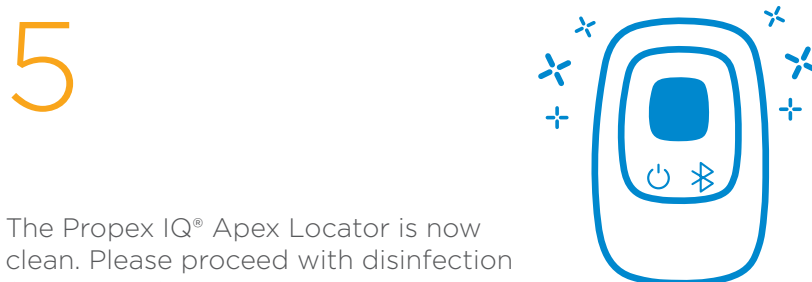 5
The Propex IQ® Apex Locator is now
clean. Please proceed with disinfection